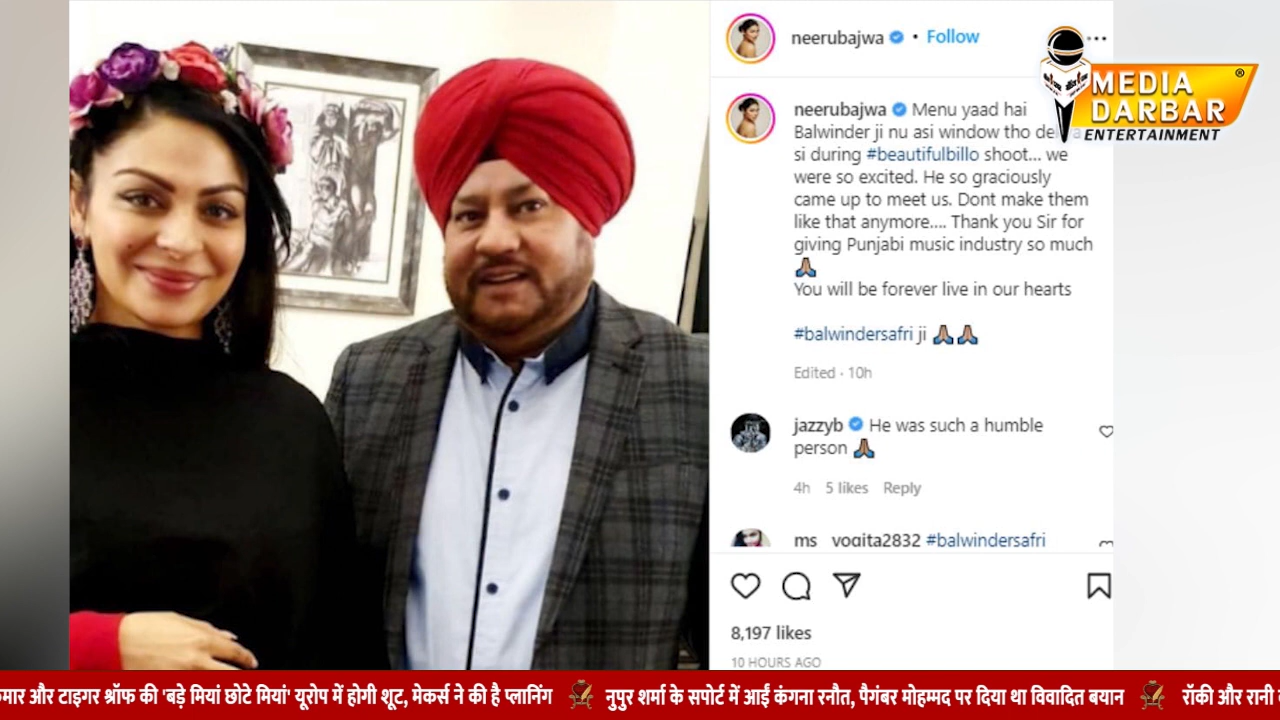 neerubajwa • Follow
neerubajwa Menu yaad hai
Balwinder ji nu asi window tho
si during #beautifulbillo shoot... we
were so excited. He so graciously
came up to meet us. Dont make them
like that anymore.... Thank you Sir for
giving Punjabi music industry so much
🙏🏽
You will be forever live in our hearts
#balwindersafri ji 🙏🏽🙏🏽
Edited · 10h
jazzyb He was such a humble
person 🙏🏽
4h 5 likes Reply
ms__yogita2832 #balwindersafri
8,197 likes
10 HOURS AGO
MEDIA
DARBAR
®
ENTERTAINMENT
और टाइगर श्रॉफ की 'बड़े मियां छोटे मियां' यूरोप में होगी शूट, मेकर्स ने की है प्लानिंग नुपुर शर्मा के सपोर्ट में आईं कंगना रनौत, पैगंबर मोहम्मद पर दिया था विवादित बयान रॉकी और रानी